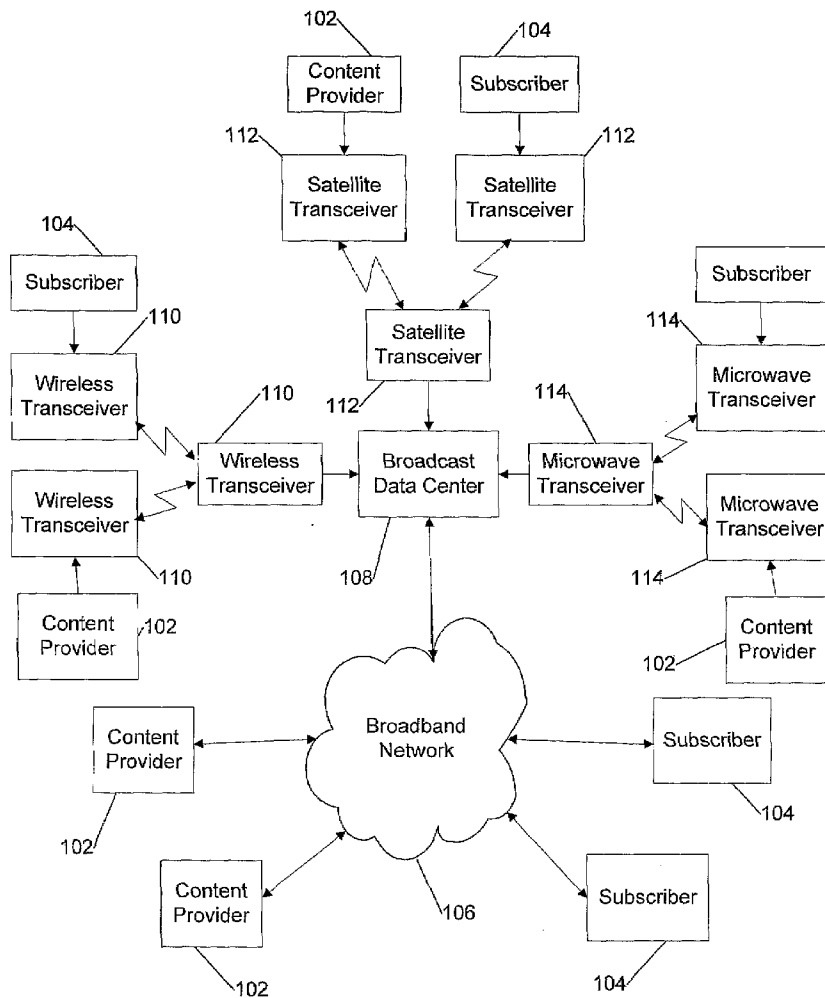 102
104
Content
Provider
Subscriber
112
112
Satellite
Transceiver
Satellite
Transceiver
104
Subscriber
Subscriber
110
114
Satellite
Transceiver
Wireless
Transceiver
Microwave
Transceiver
112
110
114
Wireless
Transceiver
Broadcast
Data Center
Microwave
Transceiver
Wireless
Transceiver
Microwave
Transceiver
110
108
114
Content
Provider
102
Content
Provider
102
Broadband
Network
Content
Provider
Subscriber
102
104
Content
Provider
Subscriber
106
102
104